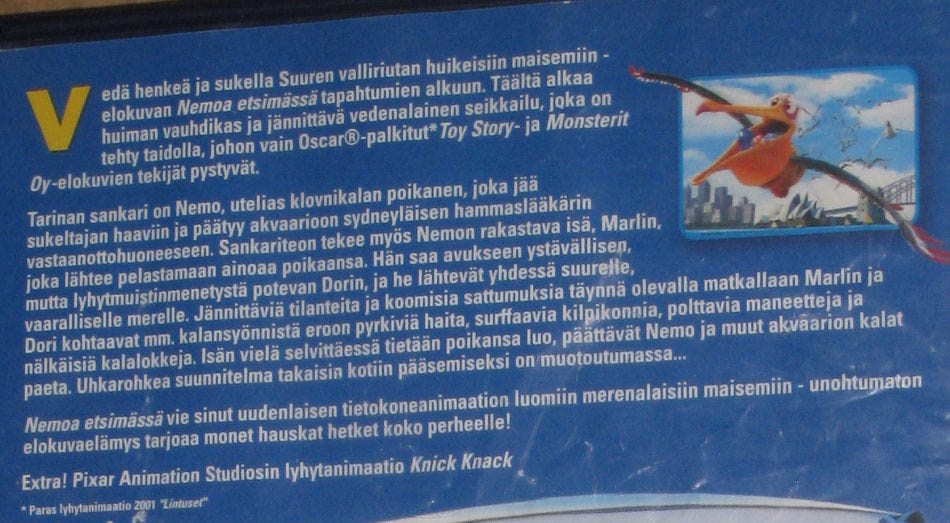 Vedä henkeä ja sukella Suuren valliriutan huikeisiin maisemiin -
elokuvan Nemoa etsimässä tapahtumien alkuun. Täältä alkaa
huiman vauhdikas ja jännittävä vedenalainen seikkailu, joka on
tehty taidolla, johon vain Oscar®-palkitut* Toy Story- ja Monsterit
Oy-elokuvien tekijät pystyvät.
Tarinan sankari on Nemo, utelias klovnikalan poikanen, joka jää
sukeltajan haaviin ja päätyy akvaarioon sydneyläisen hammaslääkärin
vastaanottohuoneeseen. Sankariteon tekee myös Nemon rakastava isä, Marlin,
joka lähtee pelastamaan ainoaa poikaansa. Hän saa avukseen ystävällisen,
mutta lyhytmuistinmenetystä potevan Dorin, ja he lähtevät yhdessä suurelle,
vaaralliselle merelle. Jännittäviä tilanteita ja koomisia sattumuksia täynnä olevalla matkallaan Marlin ja
Dori kohtaavat mm. kalansyönnistä eroon pyrkiviä haita, surffaavia kilpikonnia, polttavia maneetteja ja
nälkäisiä kalalokkeja. Isän vielä selvittäessä tietään poikansa luo, päättävät Nemo ja muut akvaarion kalat
paeta. Uhkarohkea suunnitelma takaisin kotiin pääsemiseksi on muotoutumassa...
Nemoa etsimässä vie sinut uudenlaisen tietokoneanimaation luomiin merenalaisiin maisemiin - unohtumaton
elokuvaelämys tarjoaa monet hauskat hetket koko perheelle!
Extra! Pixar Animation Studiosin lyhytanimaatio Knick Knack
* Paras lyhytanimaatio 2001 "Lintuset"